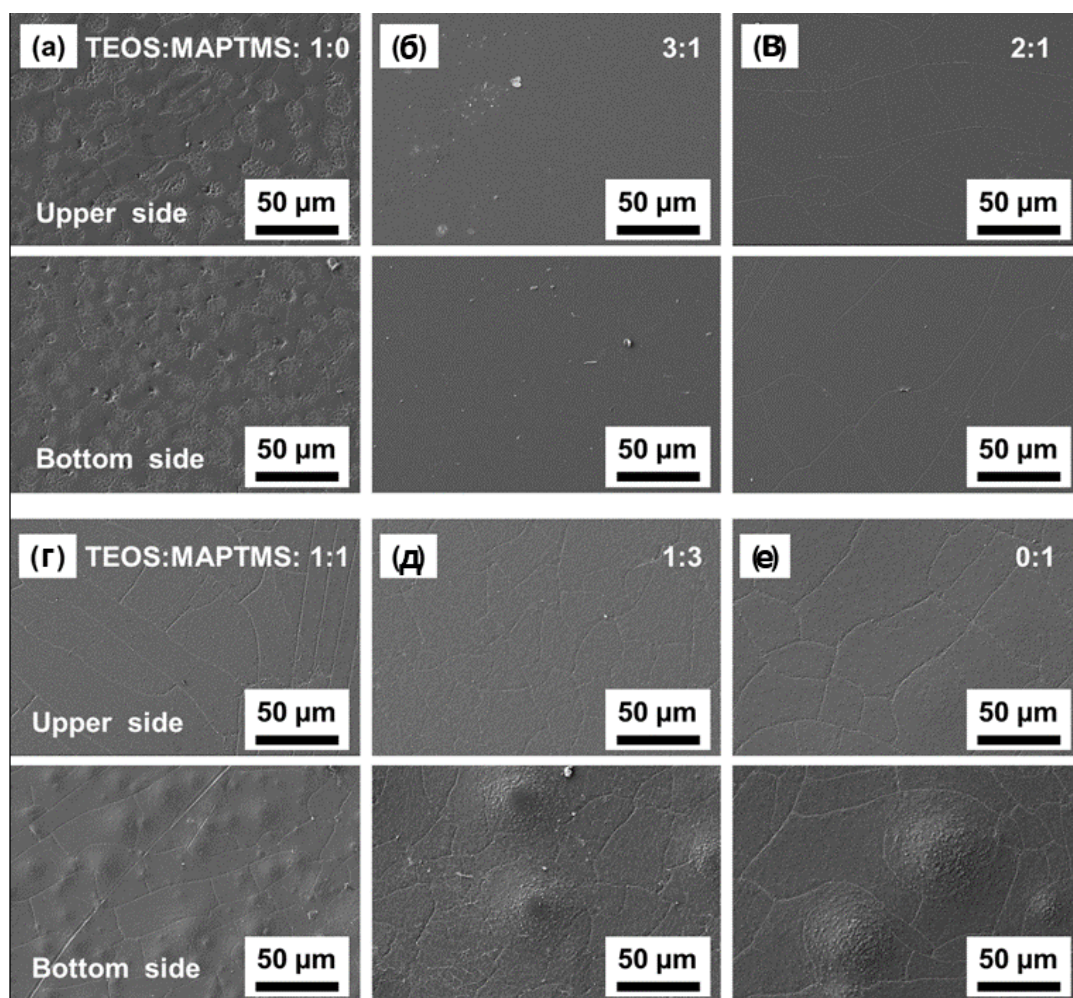 (а) TEOS:MAPTMS: 1:0
Upper side
50 µm
(б) 3:1
50 µm
(В) 2:1
50 µm
Bottom side
50 µm
50 µm
50 µm
(г) TEOS:MAPTMS: 1:1
Upper side
50 µm
(д) 1:3
50 µm
(е) 0:1
50 µm
Bottom side
50 µm
50 µm
50 µm